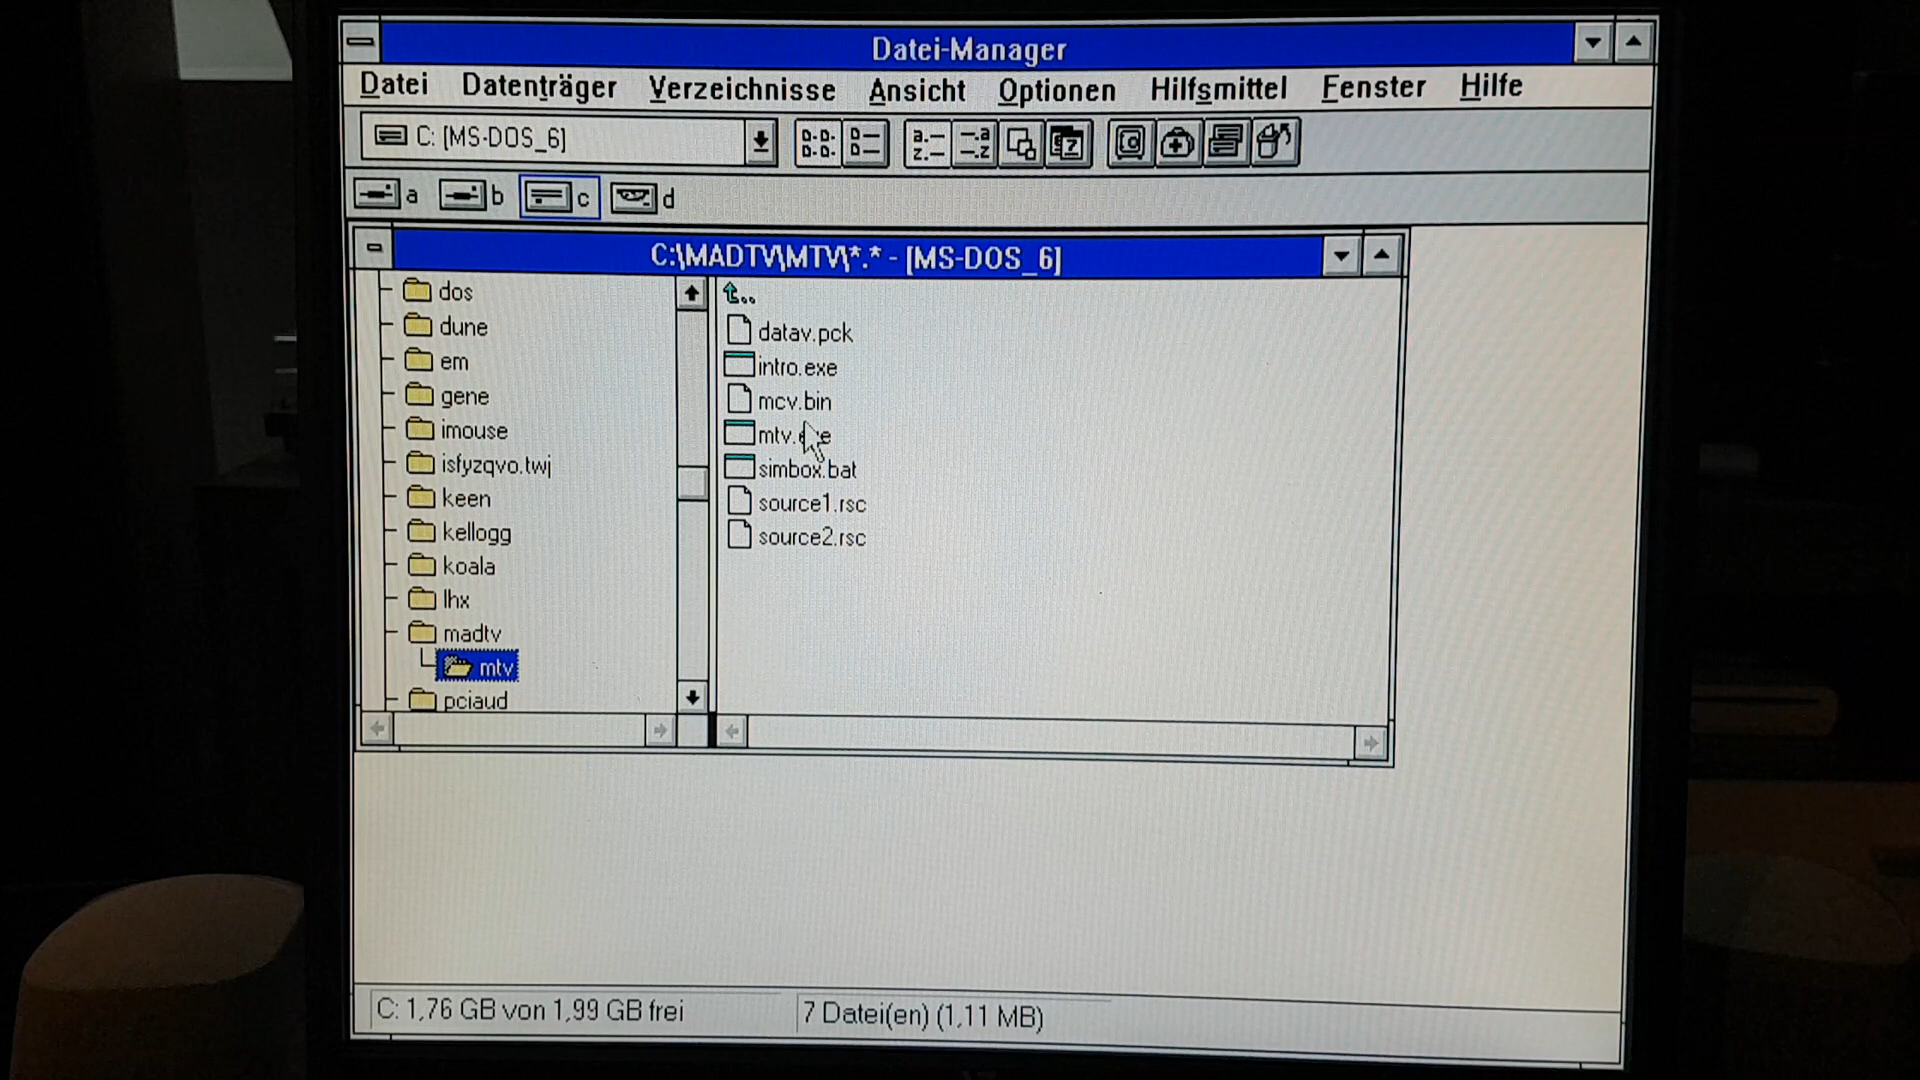 Datei-Manager
Datei Datenträger Verzeichnisse Ansicht Optionen Hilfsmittel Fenster Hilfe
C: [MS-DOS_6]
a b c d
C:\MADTV\MTV\*.* - [MS-DOS_6]
dos
dune
em
gene
imouse
isfyzqvo.twj
keen
kellogg
koala
lhx
madtv
mtv
pciaud
..
datav.pck
intro.exe
mcv.bin
mtv.exe
simbox.bat
source1.rsc
source2.rsc
C: 1,76 GB von 1,99 GB frei
7 Datei(en) (1,11 MB)